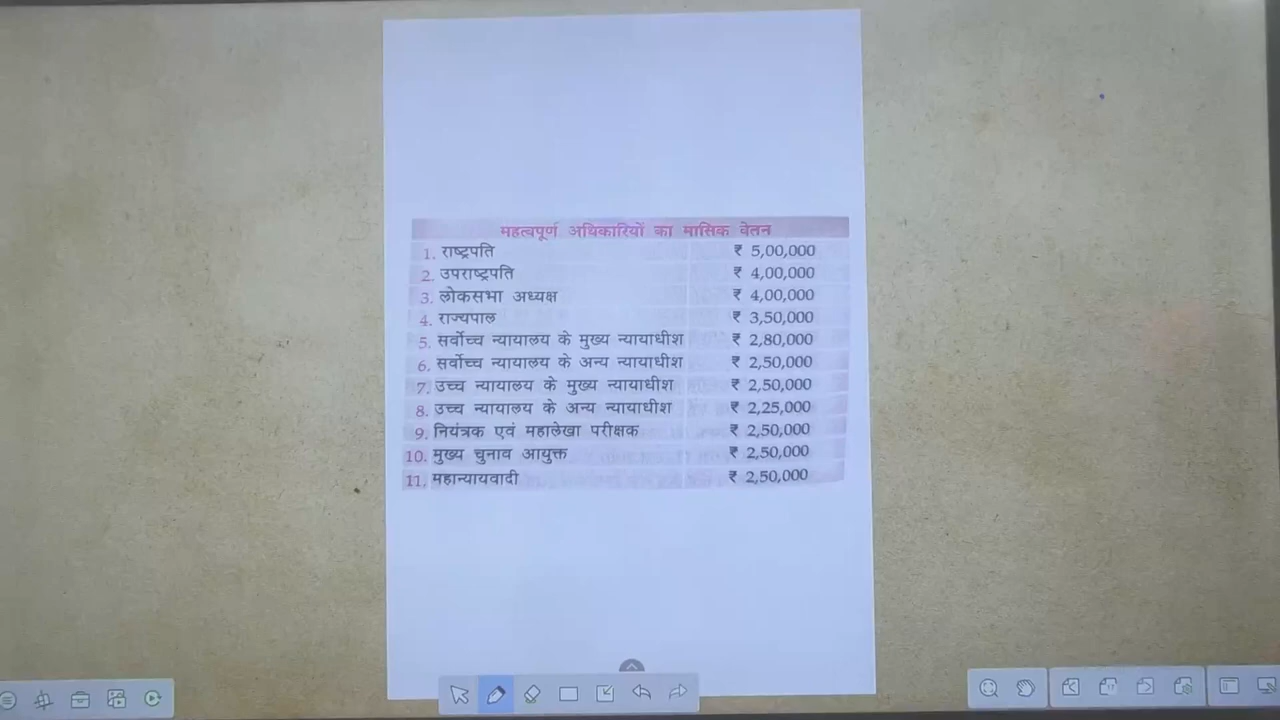 महत्वपूर्ण अधिकारियों का मासिक वेतन
1. राष्ट्रपति ₹ 5,00,000
2. उपराष्ट्रपति ₹ 4,00,000
3. लोकसभा अध्यक्ष ₹ 4,00,000
4. राज्यपाल ₹ 3,50,000
5. सर्वोच्च न्यायालय के मुख्य न्यायाधीश ₹ 2,80,000
6. सर्वोच्च न्यायालय के अन्य न्यायाधीश ₹ 2,50,000
7. उच्च न्यायालय के मुख्य न्यायाधीश ₹ 2,50,000
8. उच्च न्यायालय के अन्य न्यायाधीश ₹ 2,25,000
9. नियंत्रक एवं महालेखा परीक्षक ₹ 2,50,000
10. मुख्य चुनाव आयुक्त ₹ 2,50,000
11. महान्यायवादी ₹ 2,50,000